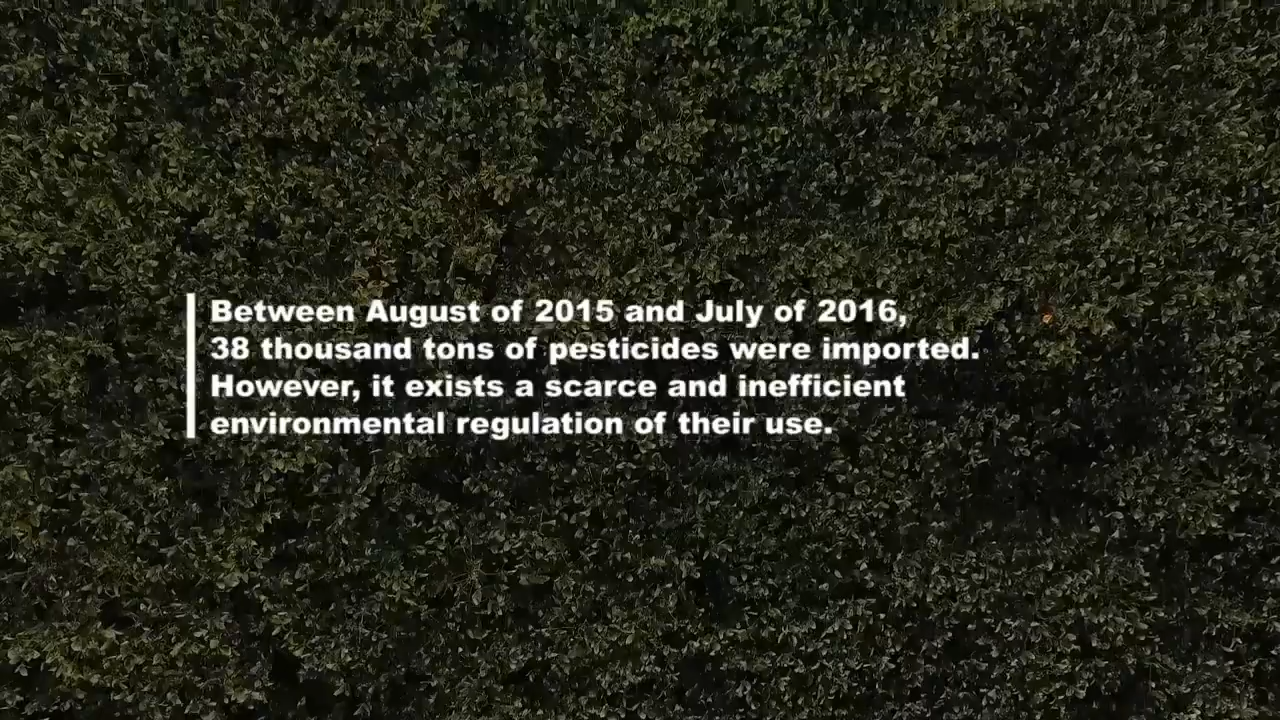 Between August of 2015 and July of 2016,
38 thousand tons of pesticides were imported.
However, it exists a scarce and inefficient
environmental regulation of their use.